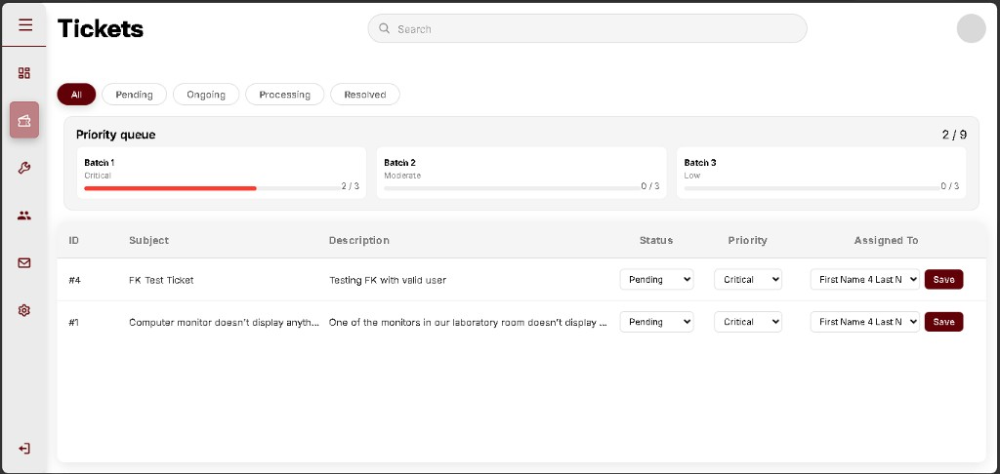 Tickets
Search
All Pending Ongoing Processing Resolved
Priority queue 2 / 9
Batch 1 Batch 2 Batch 3
Critical Moderate Low
2 / 3 0 / 3 0 / 3
ID Subject Description Status Priority Assigned To
#4 FK Test Ticket Testing FK with valid user Pending Critical First Name 4 Last N Save
#1 Computer monitor doesn't display anyth... One of the monitors in our laboratory room doesn't display ... Pending Critical First Name 4 Last N Save